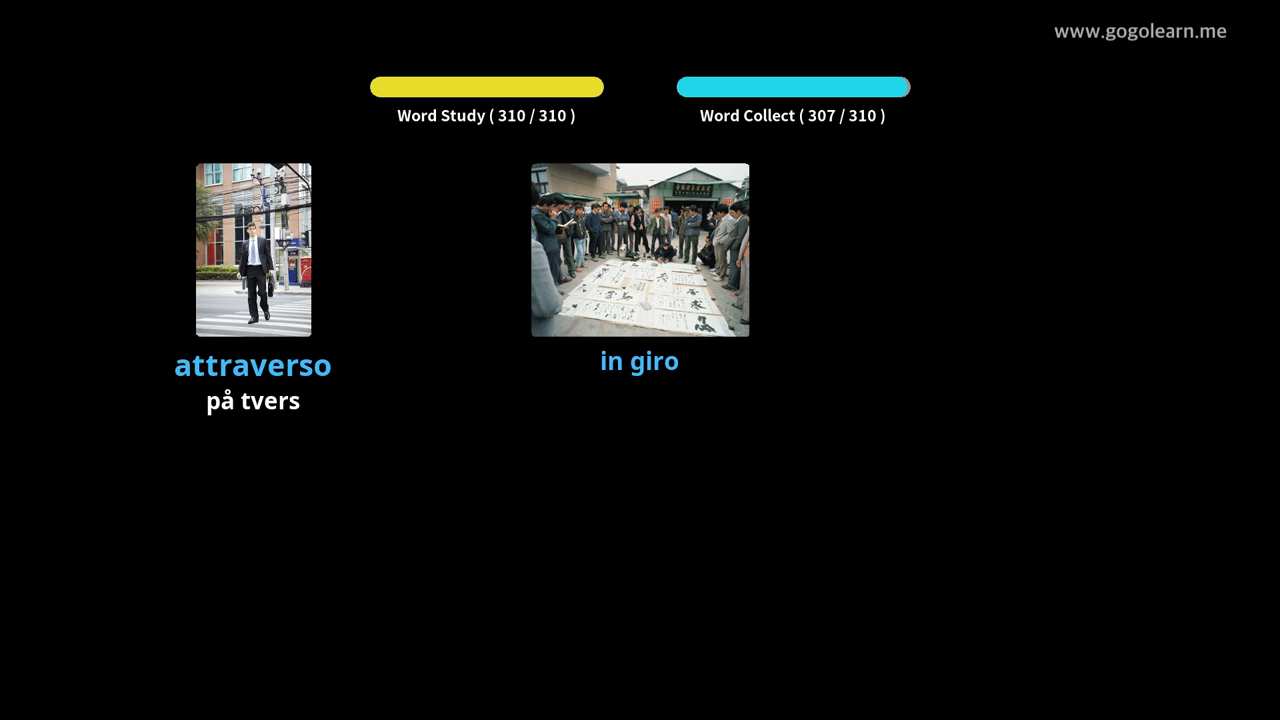 www.gogolearn.me
Word Study ( 310 / 310 )
Word Collect ( 307 / 310 )
attraverso
på tvers
in giro